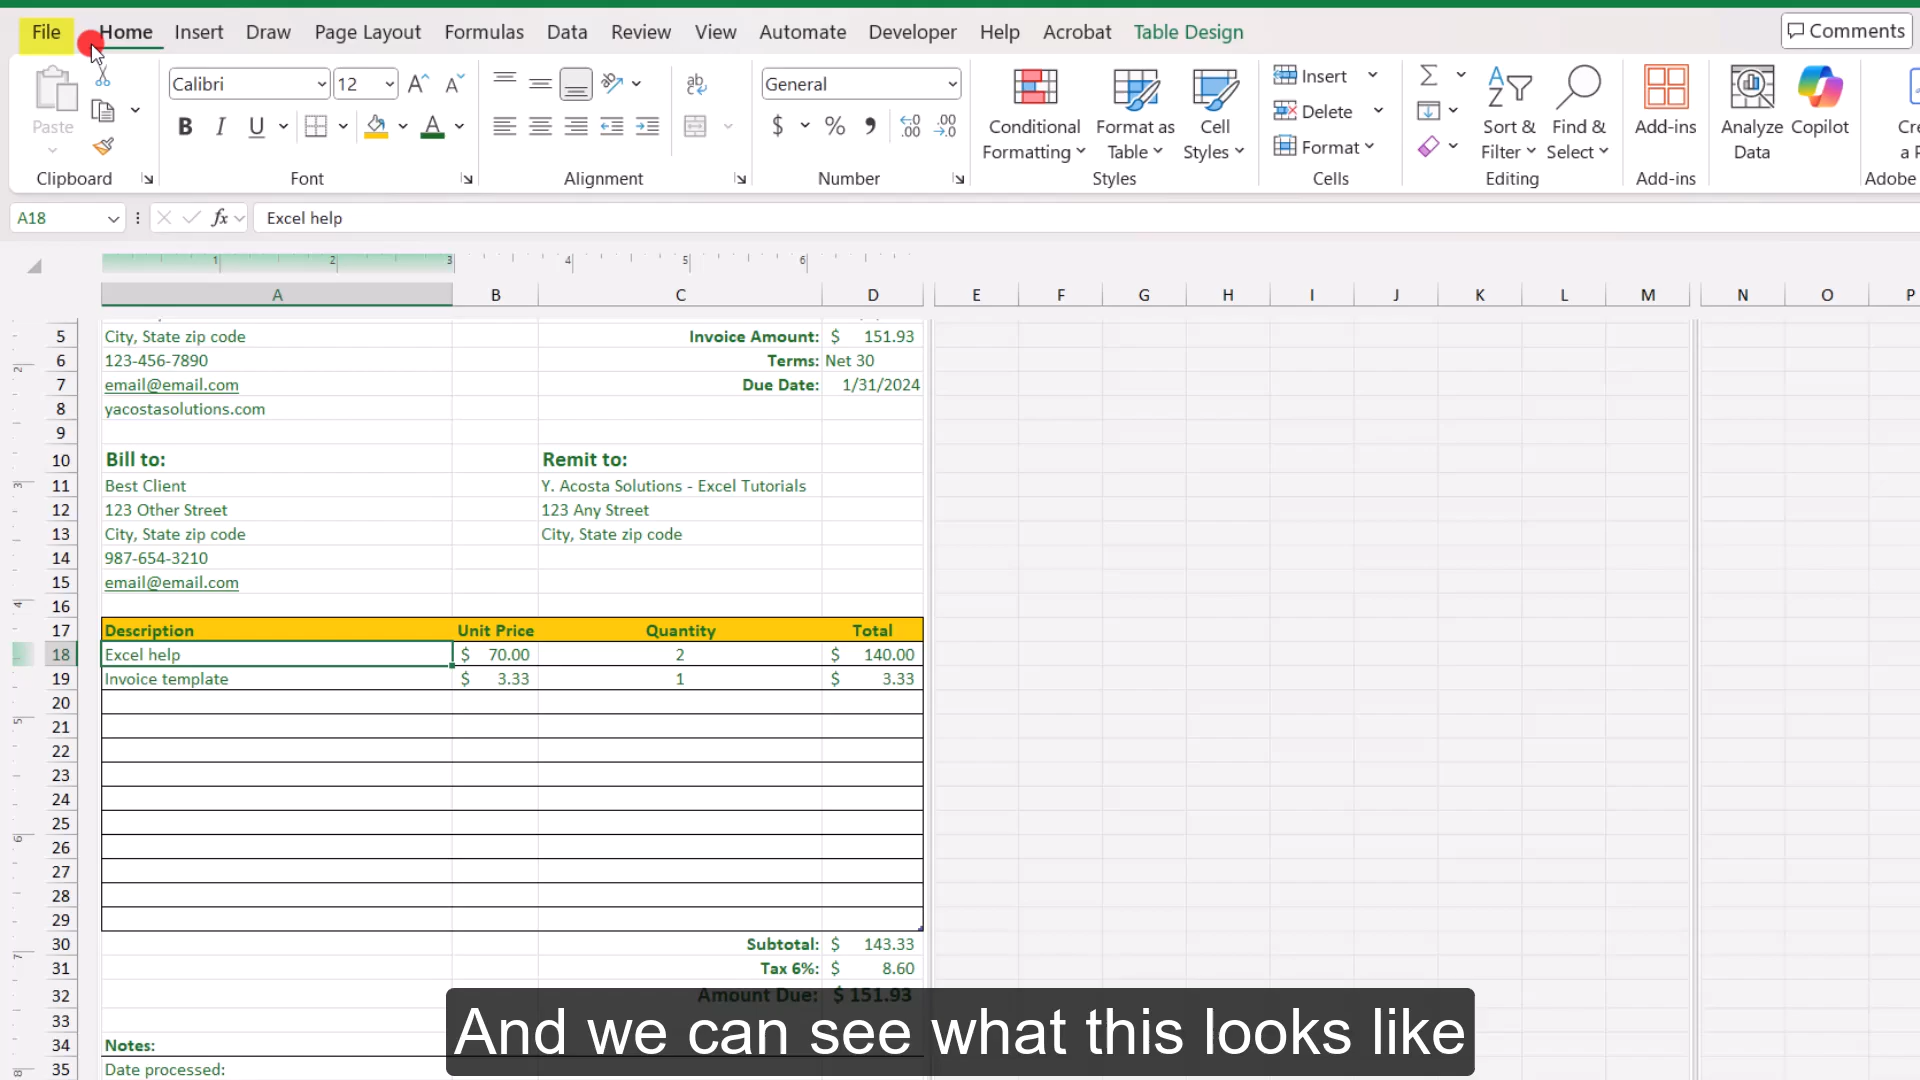 File Home Insert Draw Page Layout Formulas Data Review View Automate Developer Help Acrobat Table Design Comments
Calibri 12 General Insert
Paste Conditional Format as Cell Delete Sort & Find & Add-ins Analyze Copilot
B I U $ % Formatting Table Styles Format Filter Select Data
Clipboard Font Alignment Number Styles Cells Editing Add-ins Adobe
A18 fx Excel help
1 2 3 4 5 6
A B C D E F G H I J K L M N O P
5 City, State zip code Invoice Amount: $ 151.93
6 123-456-7890 Terms: Net 30
7 email@email.com Due Date: 1/31/2024
8 yacostasolutions.com
9
10 Bill to: Remit to:
11 Best Client Y. Acosta Solutions - Excel Tutorials
12 123 Other Street 123 Any Street
13 City, State zip code City, State zip code
14 987-654-3210
15 email@email.com
16
17 Description Unit Price Quantity Total
18 Excel help $ 70.00 2 $ 140.00
19 Invoice template $ 3.33 1 $ 3.33
20
21
22
23
24
25
26
27
28
29
30 Subtotal: $ 143.33
31 Tax 6%: $ 8.60
32 Amount Due: $ 151.93
33
And we can see what this looks like
34 Notes:
35 Date processed: